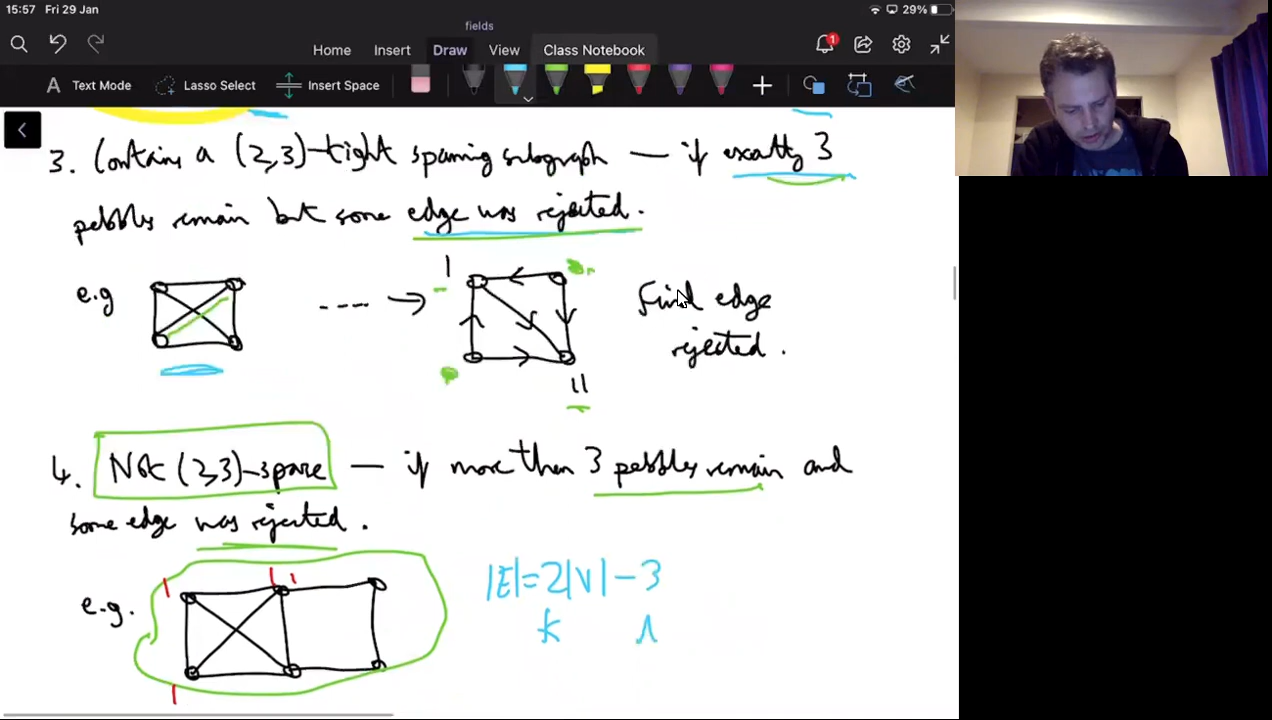 15:57 Fri 29 Jan
29%
fields
Home Insert Draw View Class Notebook
1
A Text Mode Lasso Select Insert Space
3. Contains a (2,3)-tight spanning subgraph — if exactly 3
pebbles remain but some edge was rejected.
e.g
---- →
1
Final edge
rejected.
11
4. Not (2,3)-sparse — if more than 3 pebbles remain and
some edge was rejected.
e.g.
|E|=2|V|-3
k